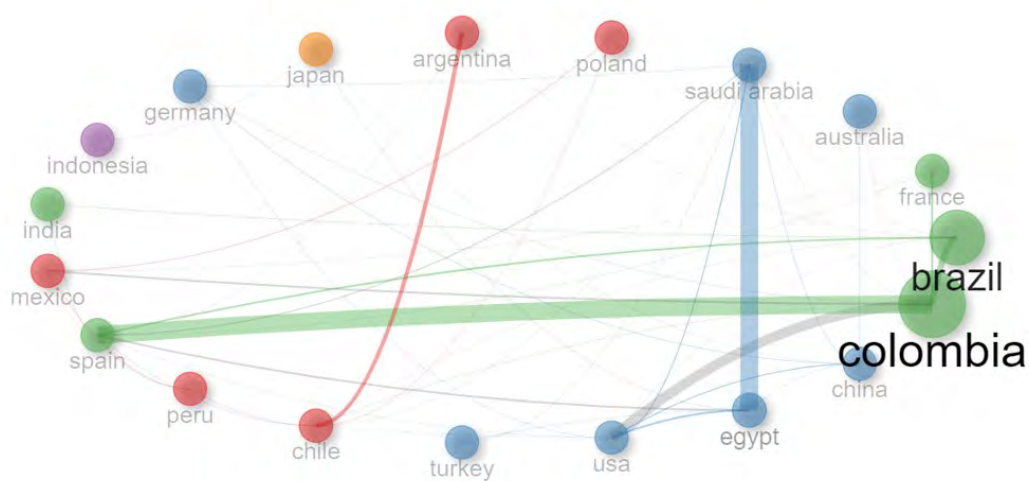 argentina
poland
japan
saudi arabia
germany
australia
indonesia
france
india
brazil
mexico
colombia
spain
china
peru
egypt
chile
turkey
usa